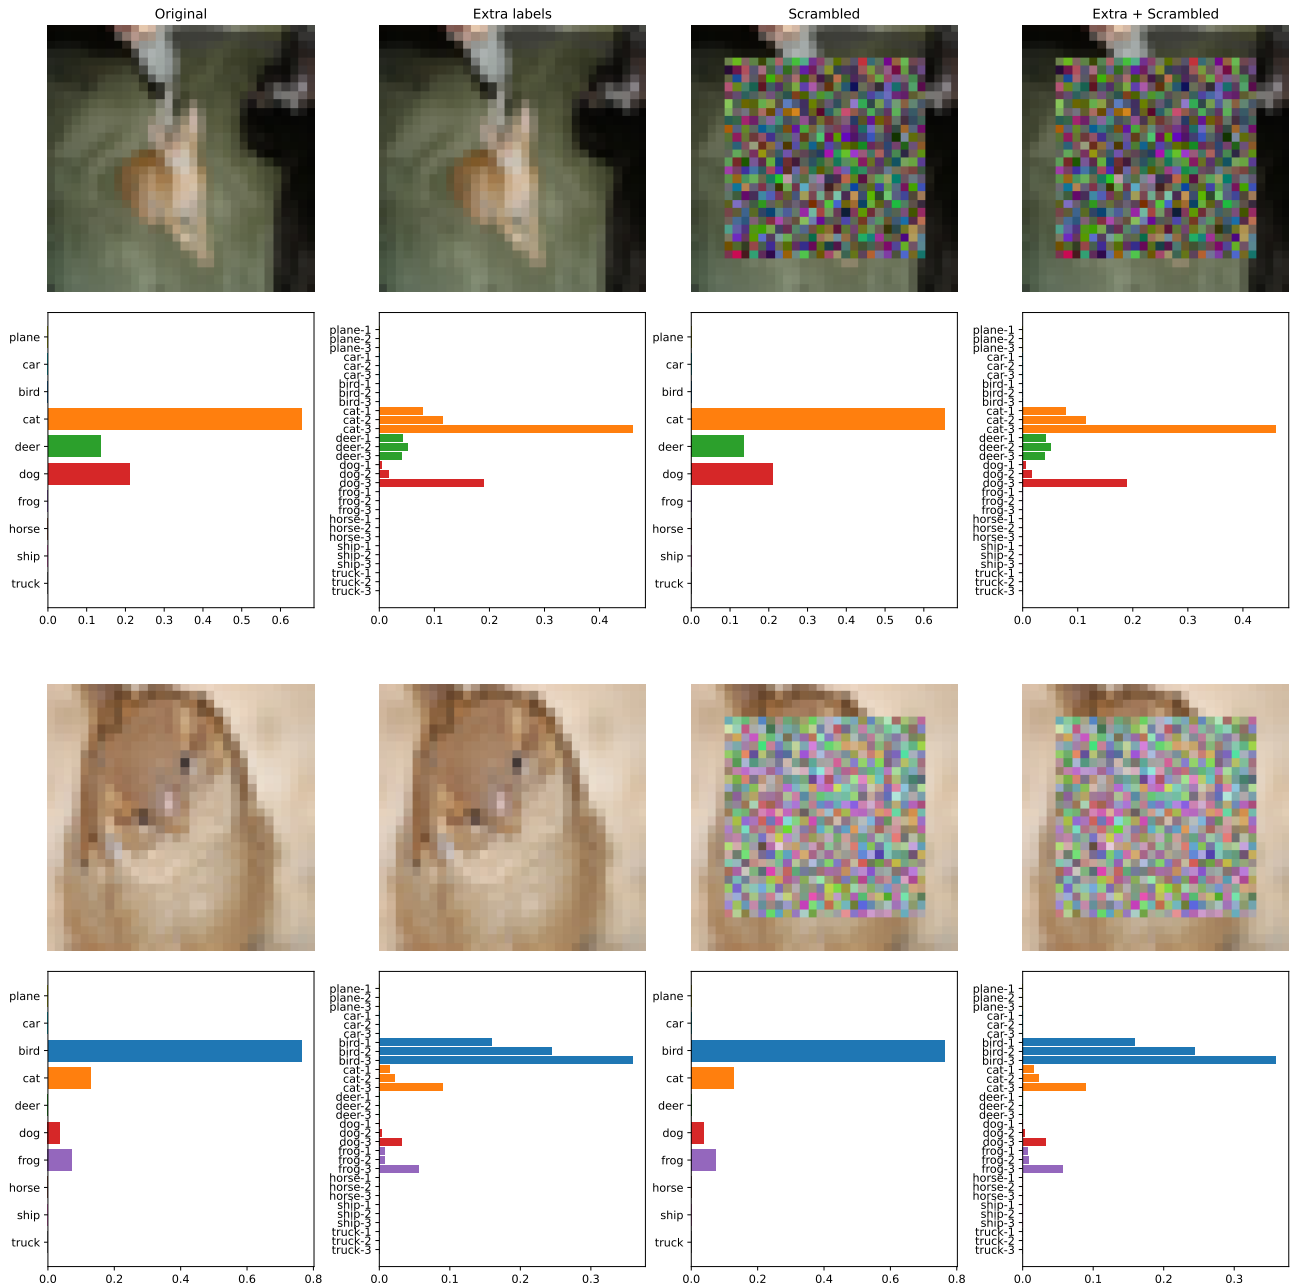 Original Extra labels Scrambled Extra + Scrambled
plane
car
bird
cat
deer
dog
frog
horse
ship
truck
0.0 0.1 0.2 0.3 0.4 0.5 0.6
plane-1
plane-2
plane-3
car-1
car-2
car-3
bird-1
bird-2
bird-3
cat-1
cat-2
cat-3
deer-1
deer-2
deer-3
dog-1
dog-2
dog-3
frog-1
frog-2
frog-3
horse-1
horse-2
horse-3
ship-1
ship-2
ship-3
truck-1
truck-2
truck-3
0.0 0.1 0.2 0.3 0.4
plane
car
bird
cat
deer
dog
frog
horse
ship
truck
0.0 0.1 0.2 0.3 0.4 0.5 0.6
plane-1
plane-2
plane-3
car-1
car-2
car-3
bird-1
bird-2
bird-3
cat-1
cat-2
cat-3
deer-1
deer-2
deer-3
dog-1
dog-2
dog-3
frog-1
frog-2
frog-3
horse-1
horse-2
horse-3
ship-1
ship-2
ship-3
truck-1
truck-2
truck-3
0.0 0.1 0.2 0.3 0.4
plane
car
bird
cat
deer
dog
frog
horse
ship
truck
0.0 0.2 0.4 0.6 0.8
plane-1
plane-2
plane-3
car-1
car-2
car-3
bird-1
bird-2
bird-3
cat-1
cat-2
cat-3
deer-1
deer-2
deer-3
dog-1
dog-2
dog-3
frog-1
frog-2
frog-3
horse-1
horse-2
horse-3
ship-1
ship-2
ship-3
truck-1
truck-2
truck-3
0.0 0.1 0.2 0.3
plane
car
bird
cat
deer
dog
frog
horse
ship
truck
0.0 0.2 0.4 0.6 0.8
plane-1
plane-2
plane-3
car-1
car-2
car-3
bird-1
bird-2
bird-3
cat-1
cat-2
cat-3
deer-1
deer-2
deer-3
dog-1
dog-2
dog-3
frog-1
frog-2
frog-3
horse-1
horse-2
horse-3
ship-1
ship-2
ship-3
truck-1
truck-2
truck-3
0.0 0.1 0.2 0.3